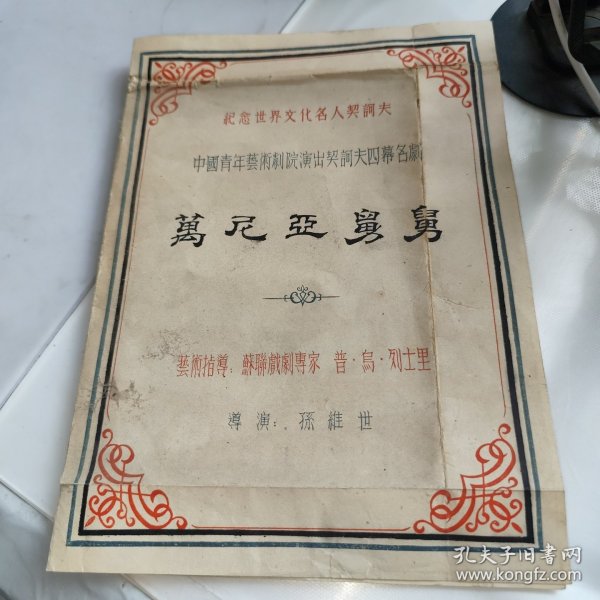 紀念世界文化名人契訶夫
中國青年藝術劇院演出契訶夫四幕名劇
萬尼亞舅舅
藝術指導: 蘇聯戲劇專家 普·烏·列士里
導演: 孫維世
孔夫子旧书网
www.kongfz.com